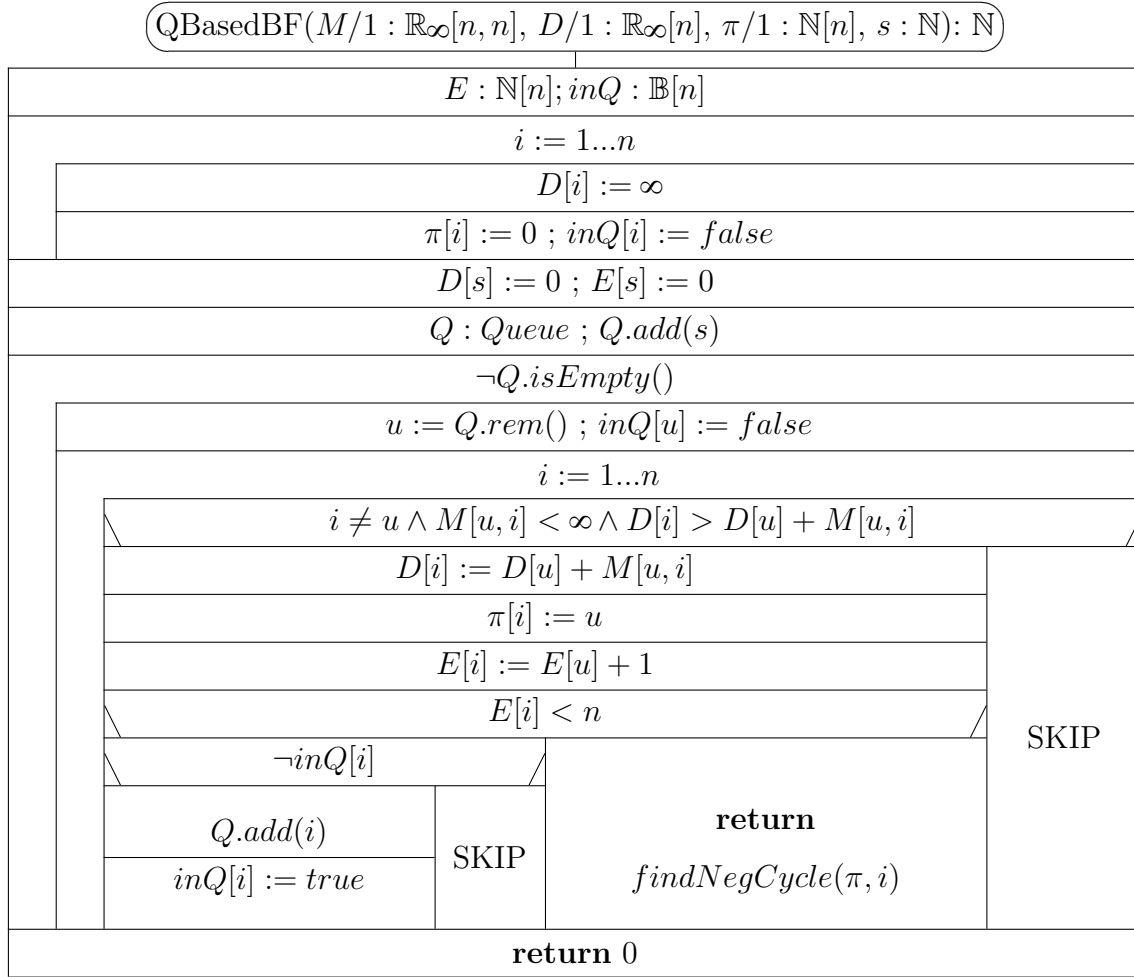 QBasedBF(M/1 : ℝ∞[n, n], D/1 : ℝ∞[n], π/1 : ℕ[n], s : ℕ): ℕ
E : ℕ[n]; inQ : 𝔹[n]
i := 1...n
D[i] := ∞
π[i] := 0 ; inQ[i] := false
D[s] := 0 ; E[s] := 0
Q : Queue ; Q.add(s)
¬Q.isEmpty()
u := Q.rem() ; inQ[u] := false
i := 1...n
i ≠ u ∧ M[u, i] < ∞ ∧ D[i] > D[u] + M[u, i]
D[i] := D[u] + M[u, i]
π[i] := u
E[i] := E[u] + 1
E[i] < n
SKIP
¬inQ[i]
Q.add(i)
inQ[i] := true
SKIP
return
findNegCycle(π, i)
return 0